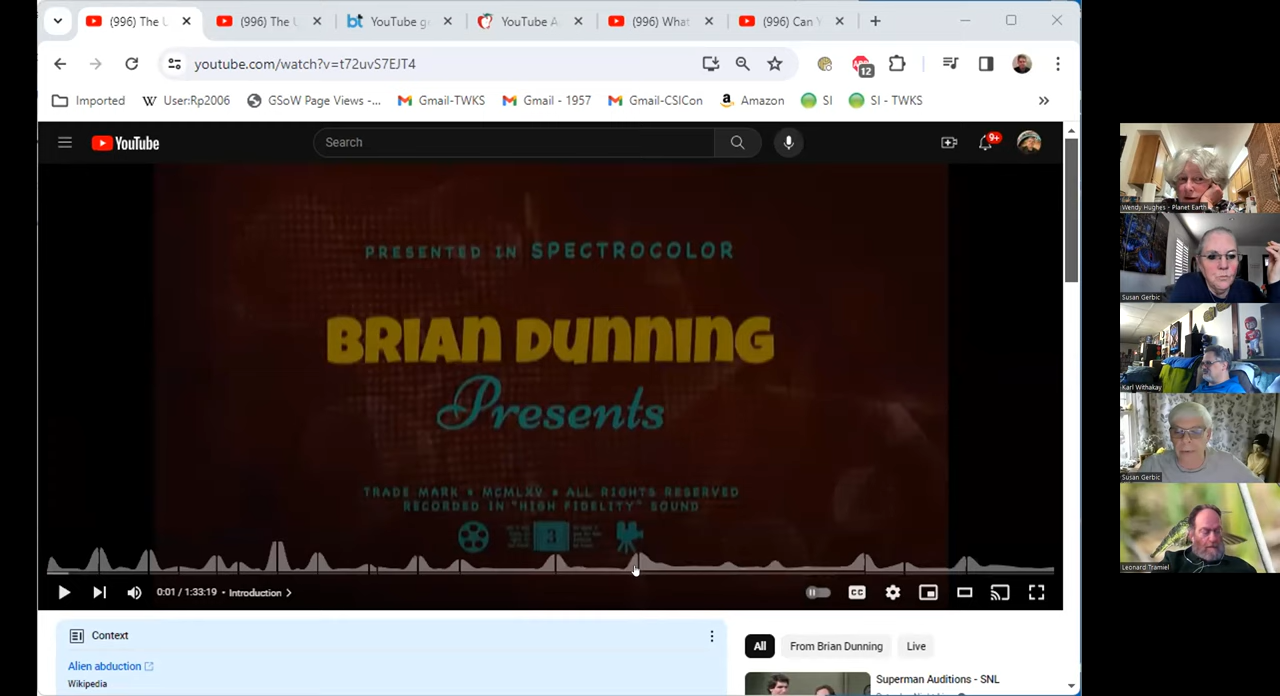 (996) The U
(996) The U
YouTube gr
YouTube A
(996) What
(996) Can Y
youtube.com/watch?v=t72uvS7EJT4
12
Imported
User:Rp2006
GSoW Page Views -...
Gmail-TWKS
Gmail - 1957
Gmail-CSICon
Amazon
SI
SI - TWKS
YouTube
Search
9+
PRESENTED IN SPECTROCOLOR
BRIAN DUNNING
Presents
TRADE MARK • MCMLXV • ALL RIGHTS RESERVED
RECORDED IN "HIGH FIDELITY" SOUND
3
0:01 / 1:33:19 • Introduction
CC
Context
Alien abduction
Wikipedia
All
From Brian Dunning
Live
Superman Auditions - SNL
Wendy Hughes - Planet Earth
Susan Gerbic
Karl Withakay
Susan Gerbic
Leonard Tramiel